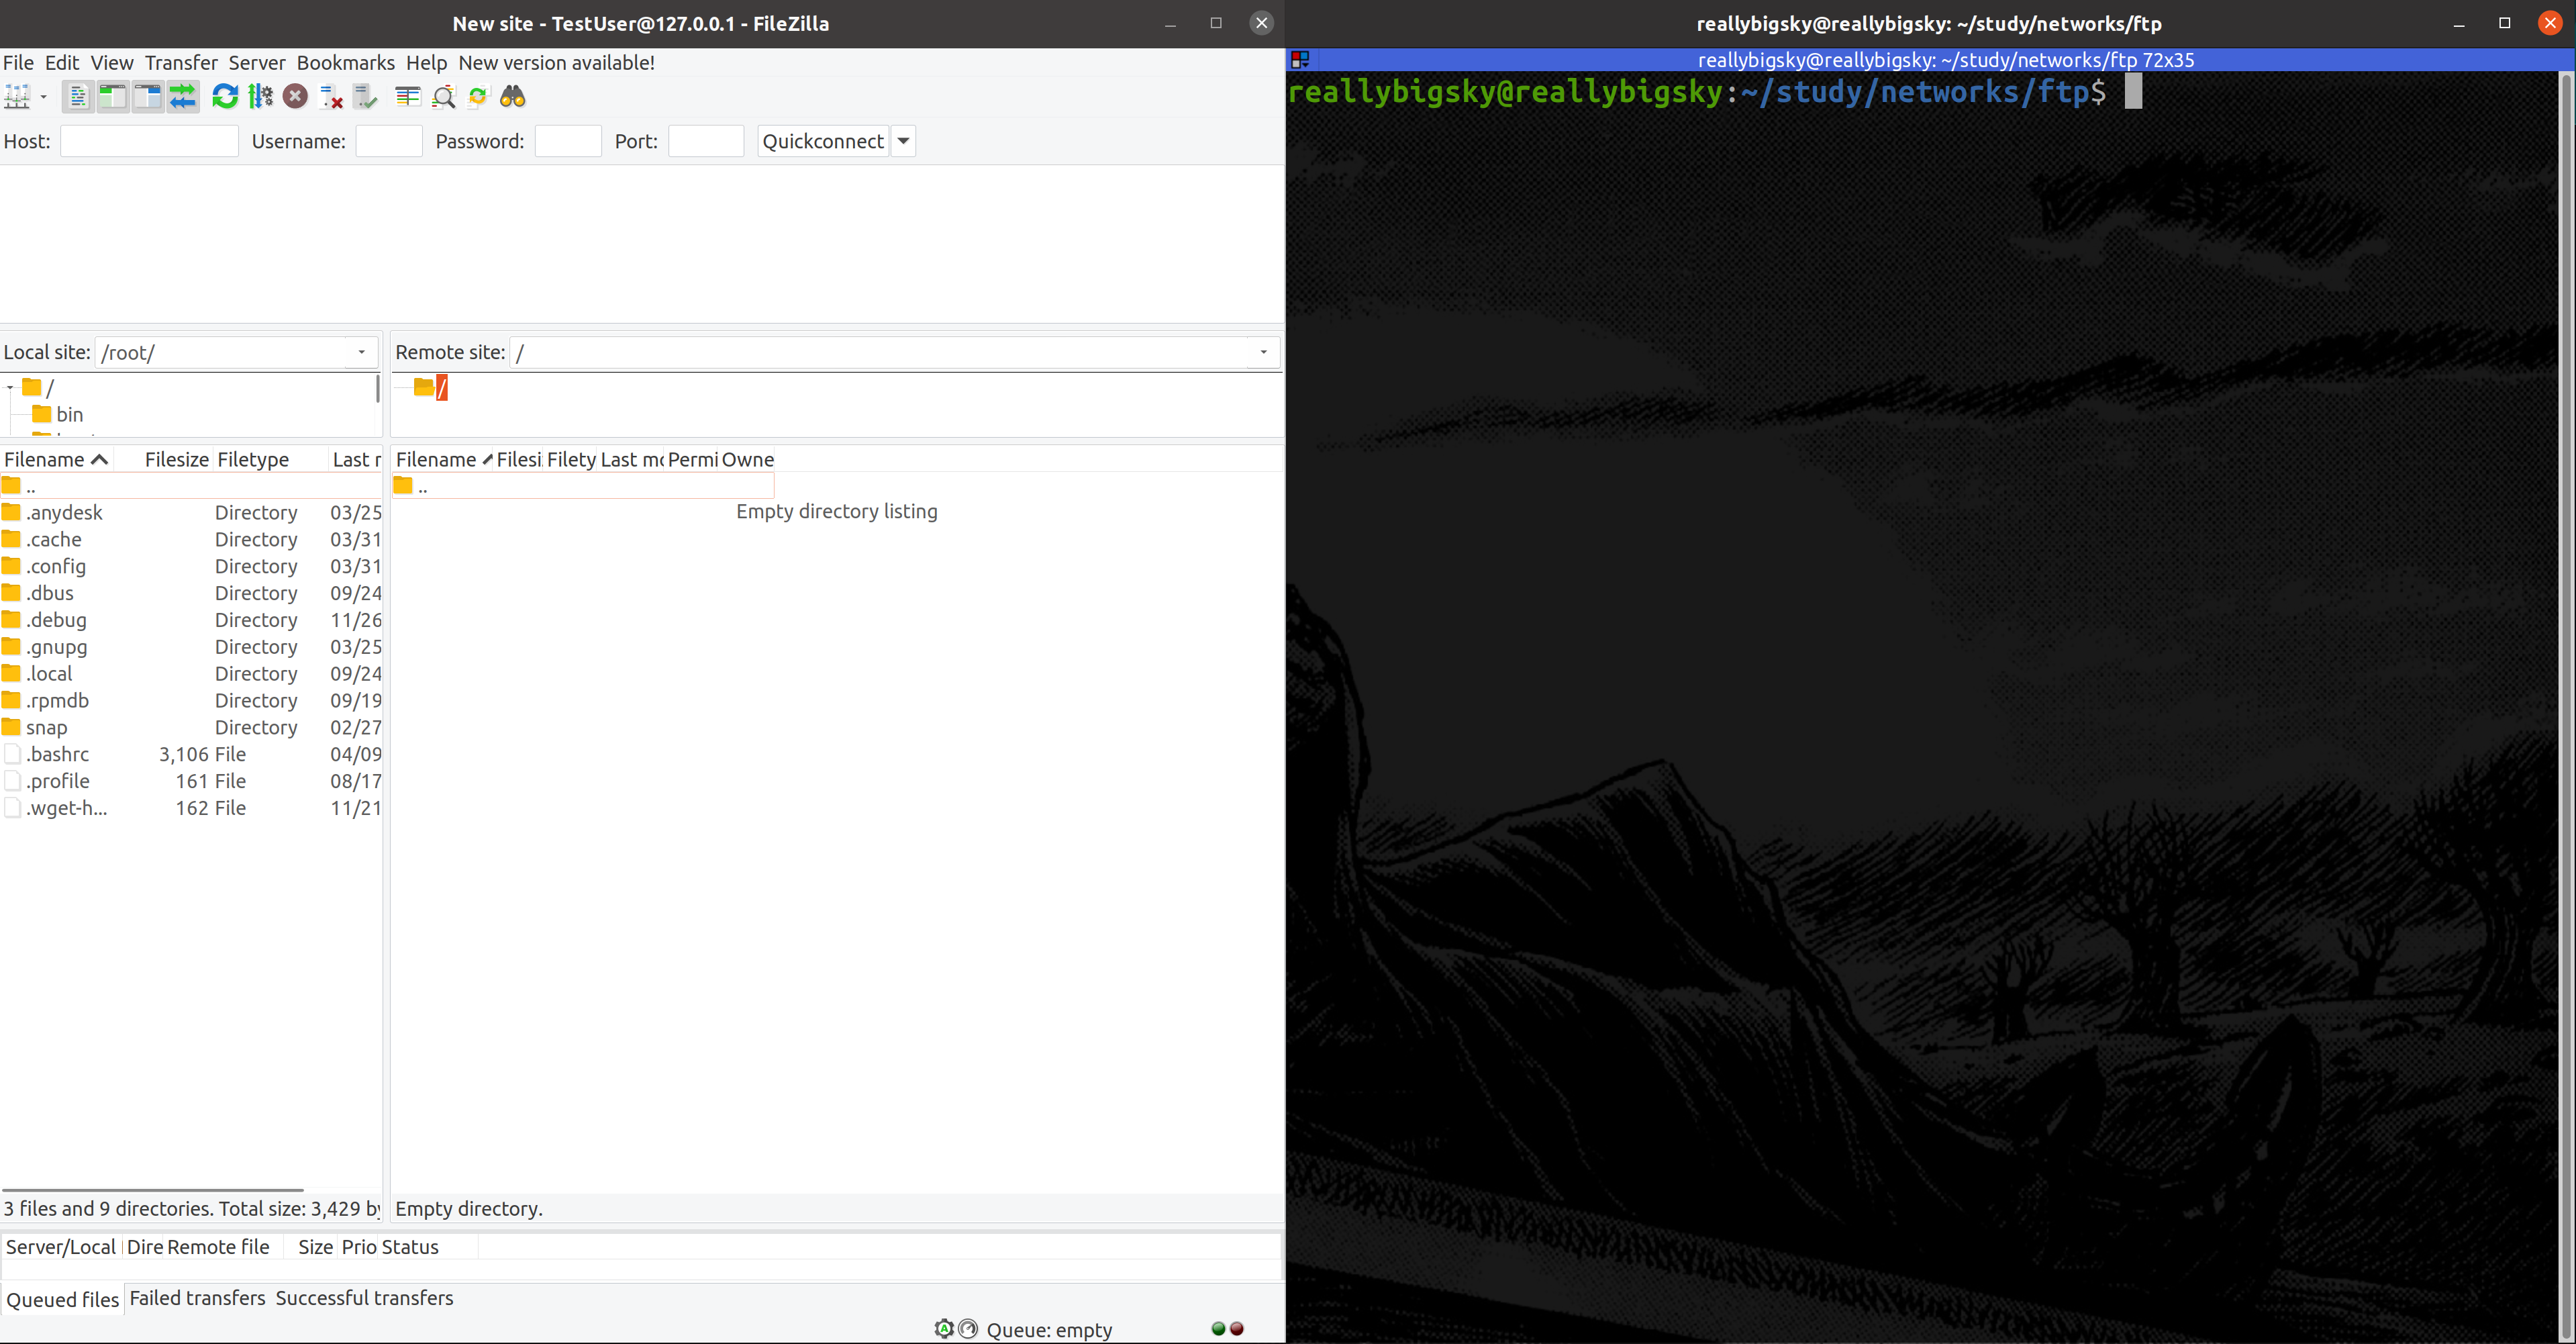 New site - TestUser@127.0.0.1 - FileZilla
File Edit View Transfer Server Bookmarks Help New version available!
Host: Username: Password: Port: Quickconnect
Local site: /root/
/
bin
Filename Filesize Filetype Last r
..
.anydesk Directory 03/25
.cache Directory 03/31
.config Directory 03/31
.dbus Directory 09/24
.debug Directory 11/26
.gnupg Directory 03/25
.local Directory 09/24
.rpmdb Directory 09/19
snap Directory 02/27
.bashrc 3,106 File 04/09
.profile 161 File 08/17
.wget-h... 162 File 11/21
3 files and 9 directories. Total size: 3,429 by
Remote site: /
/
Filename Filesi Filety Last mo Permi Owne
..
Empty directory listing
Empty directory.
Server/Local Dire Remote file Size Prio Status
Queued files Failed transfers Successful transfers
Queue: empty
reallybigsky@reallybigsky: ~/study/networks/ftp
reallybigsky@reallybigsky: ~/study/networks/ftp 72x35
reallybigsky@reallybigsky:~/study/networks/ftp$